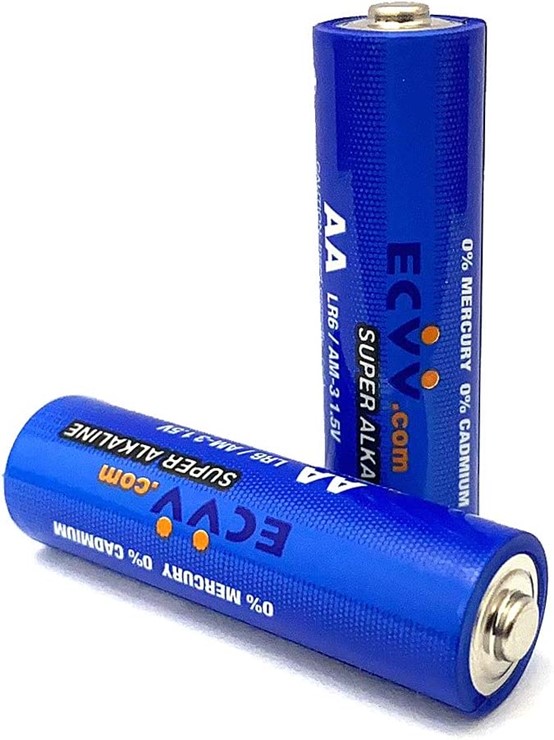 CAUTION
AA LR6 / AM-3 1.5V
SUPER ALKA
ECVV.com
0% MERCURY 0% CADMIUM
AA LR6 / AM-3 1.5V
SUPER ALKALINE
ECVV.com
0% MERCURY 0% CADMIUM